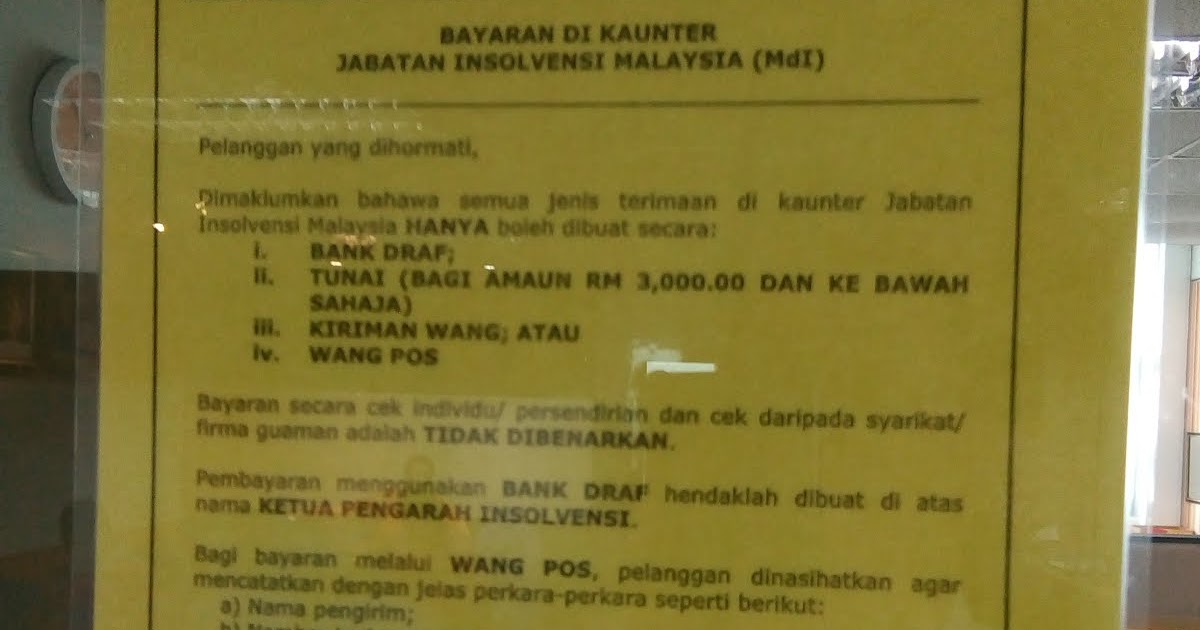 BAYARAN DI KAUNTER
JABATAN INSOLVENSI MALAYSIA (MdI)
Pelanggan yang dihormati,
Dimaklumkan bahawa semua jenis terimaan di kaunter Jabatan
Insolvensi Malaysia HANYA boleh dibuat secara:
i. BANK DRAF;
ii. TUNAI (BAGI AMAUN RM 3,000.00 DAN KE BAWAH
SAHAJA)
iii. KIRIMAN WANG; ATAU
iv. WANG POS
Bayaran secara cek individu/ persendirian dan cek daripada syarikat/
firma guaman adalah TIDAK DIBENARKAN.
Pembayaran menggunakan BANK DRAF hendaklah dibuat di atas
nama KETUA PENGARAH INSOLVENSI.
Bagi bayaran melalui WANG POS, pelanggan dinasihatkan agar
mencatatkan dengan jelas perkara-perkara seperti berikut:
a) Nama pengirim;